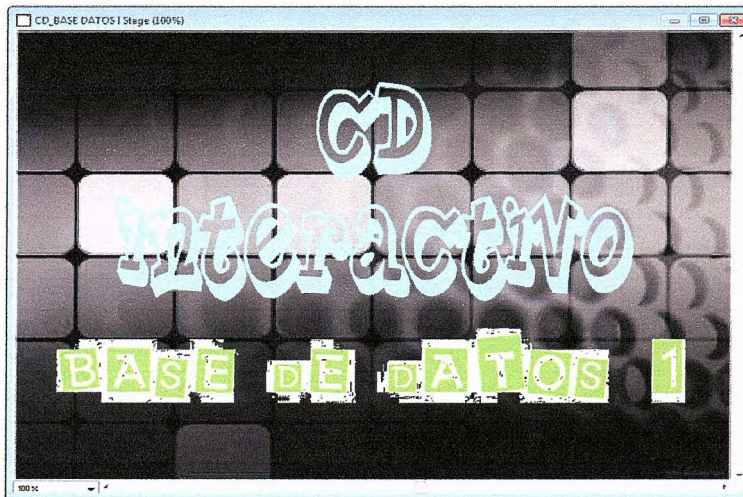 CD_BASE DATOS I Stage (100%)
CD
interactivo
BASE DE DATOS 1
100%